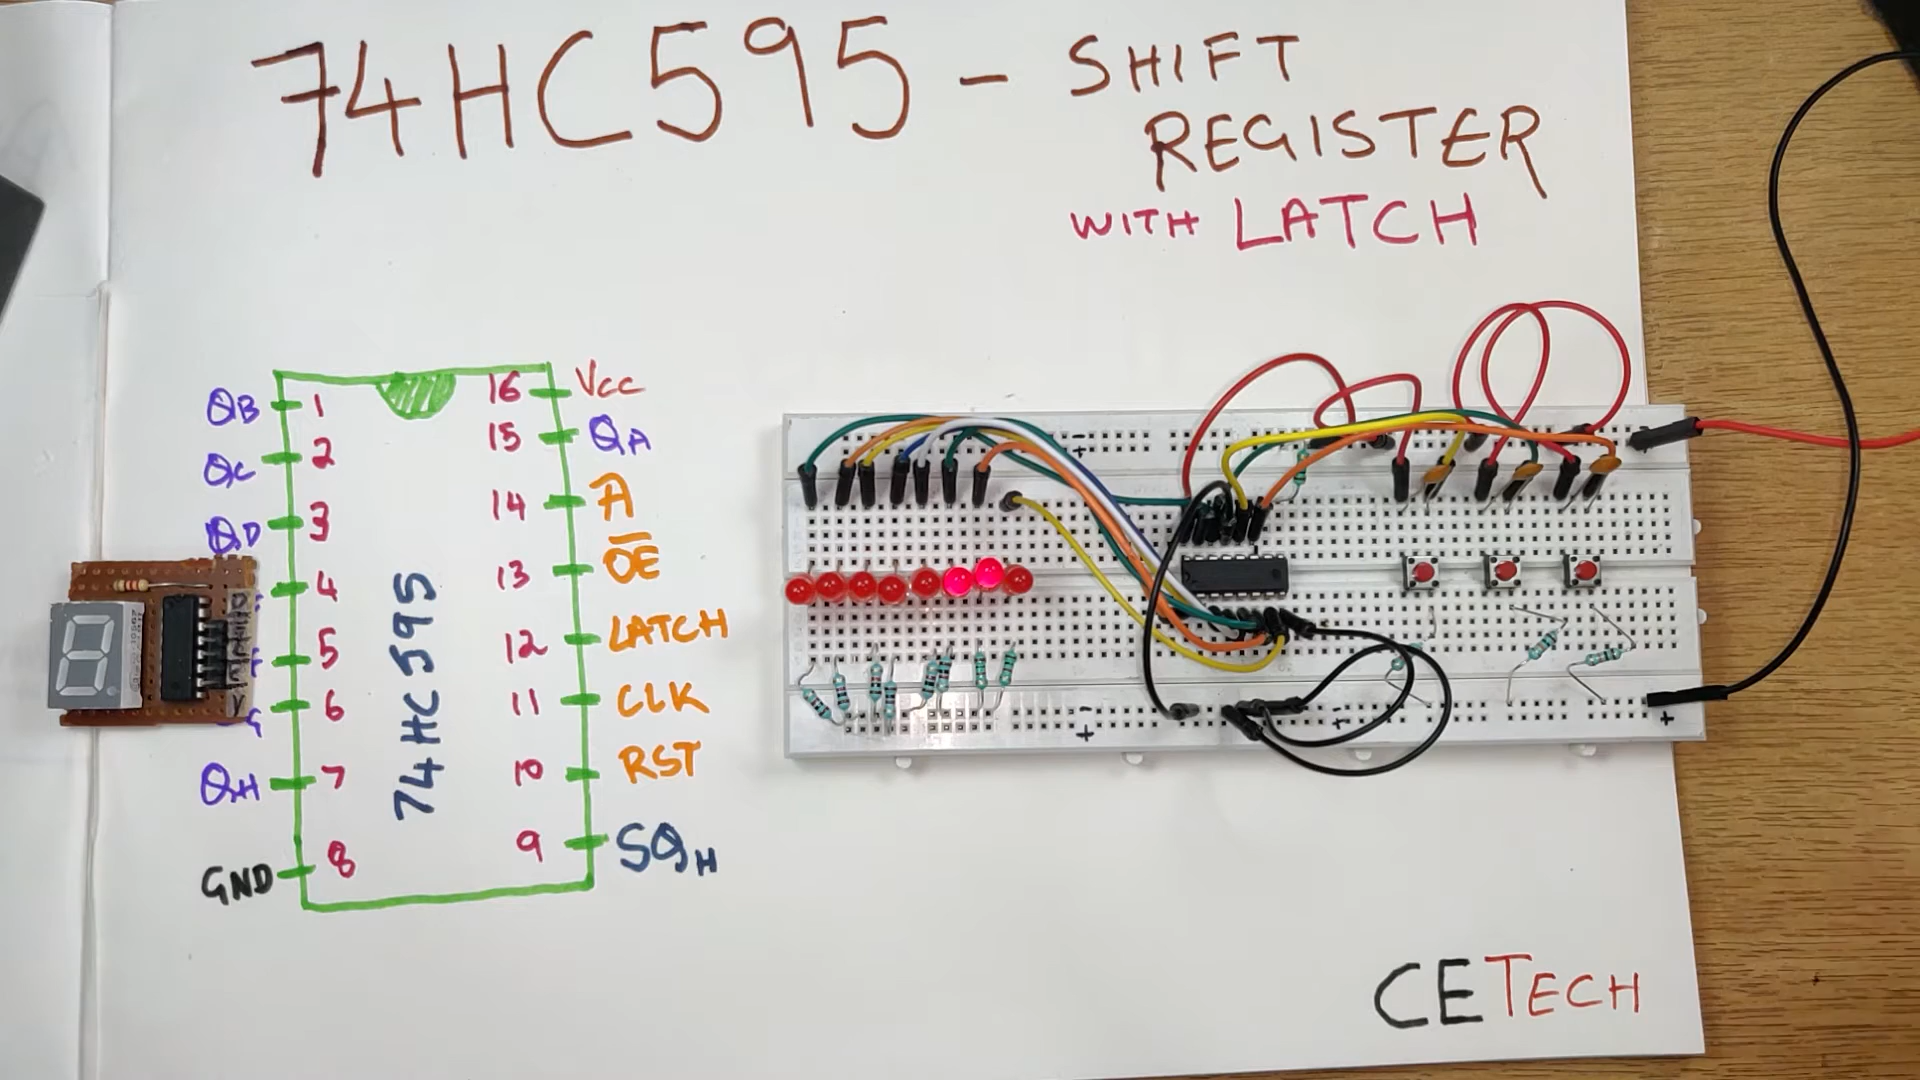 74HC595 - SHIFT
REGISTER
WITH LATCH
QB 1 16 Vcc
QC 2 15 QA
QD 3 14 A
4 13 O̅E̅
5 12 LATCH
6 11 CLK
QH 7 10 RST
GND 8 9 SQH
74HC595
CETECH